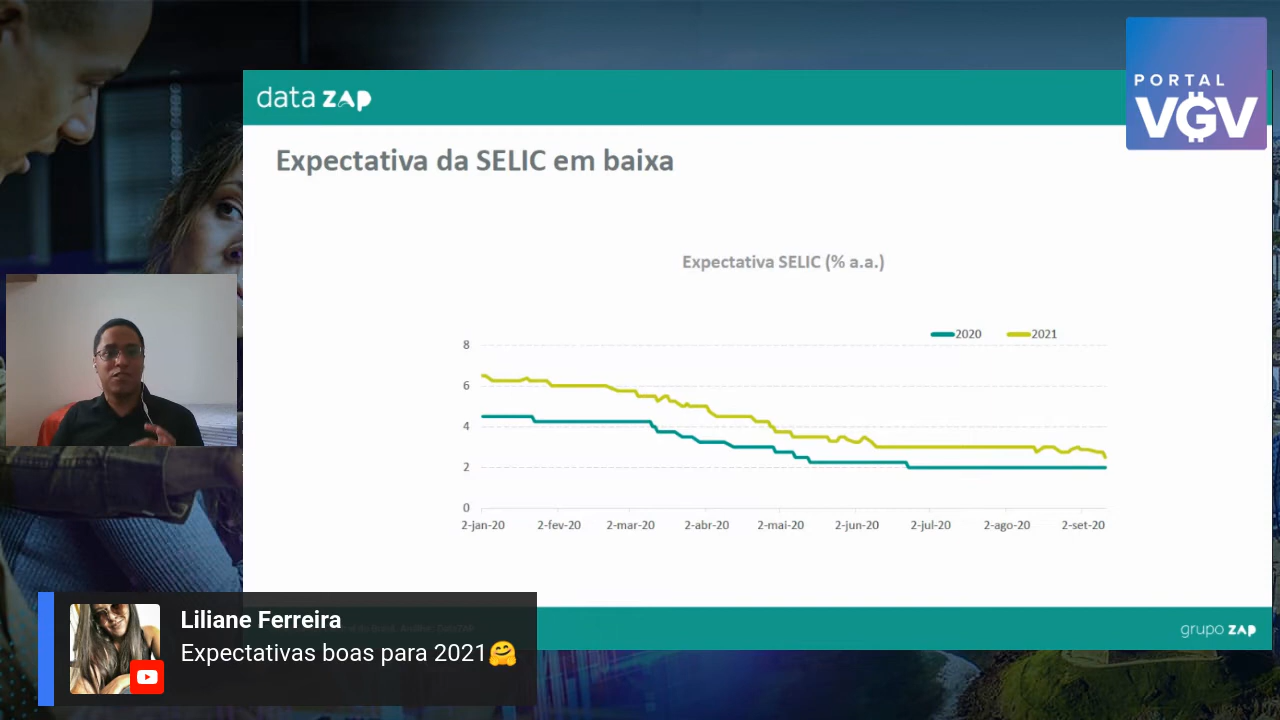 data ZAP
PORTAL
VGV
Expectativa da SELIC em baixa
Expectativa SELIC (% a.a.)
2020 2021
8
6
4
2
0
2-jan-20 2-fev-20 2-mar-20 2-abr-20 2-mai-20 2-jun-20 2-jul-20 2-ago-20 2-set-20
Liliane Ferreira
Expectativas boas para 2021🤗
grupo ZAP